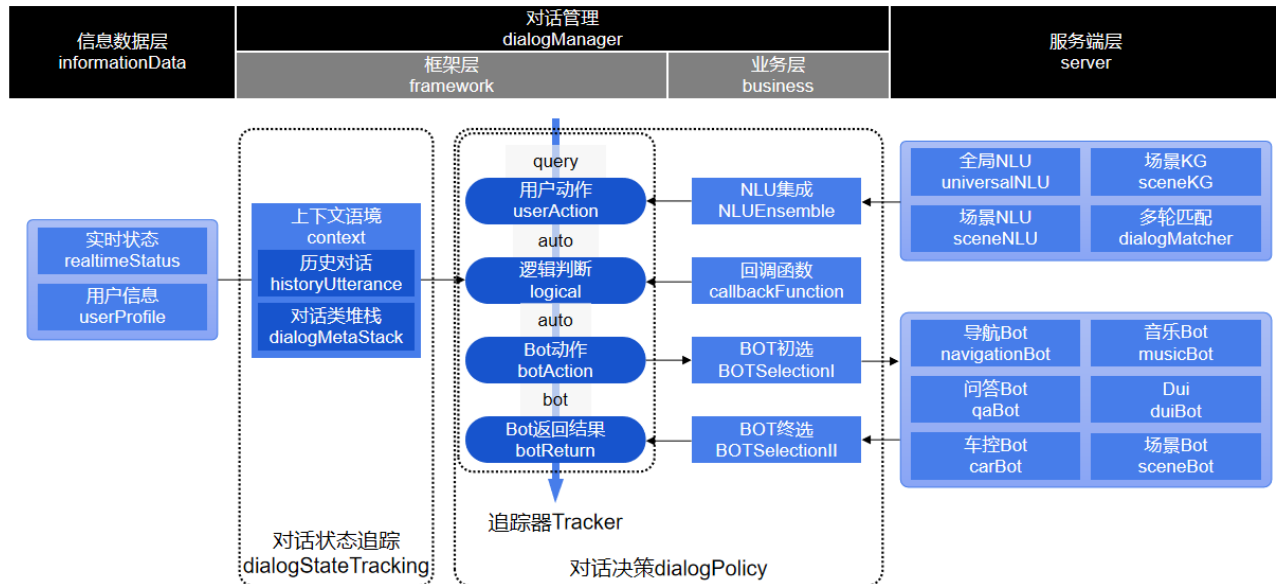 信息数据层
informationData
对话管理
dialogManager
框架层
framework
业务层
business
服务端层
server
实时状态
realtimeStatus
用户信息
userProfile
上下文语境
context
历史对话
historyUtterance
对话类堆栈
dialogMetaStack
对话状态追踪
dialogStateTracking
query
用户动作
userAction
auto
逻辑判断
logical
auto
Bot动作
botAction
bot
Bot返回结果
botReturn
追踪器Tracker
NLU集成
NLUEnsemble
回调函数
callbackFunction
BOT初选
BOTSelectionI
BOT终选
BOTSelectionII
对话决策dialogPolicy
全局NLU
universalNLU
场景KG
sceneKG
场景NLU
sceneNLU
多轮匹配
dialogMatcher
导航Bot
navigationBot
音乐Bot
musicBot
问答Bot
qaBot
Dui
duiBot
车控Bot
carBot
场景Bot
sceneBot